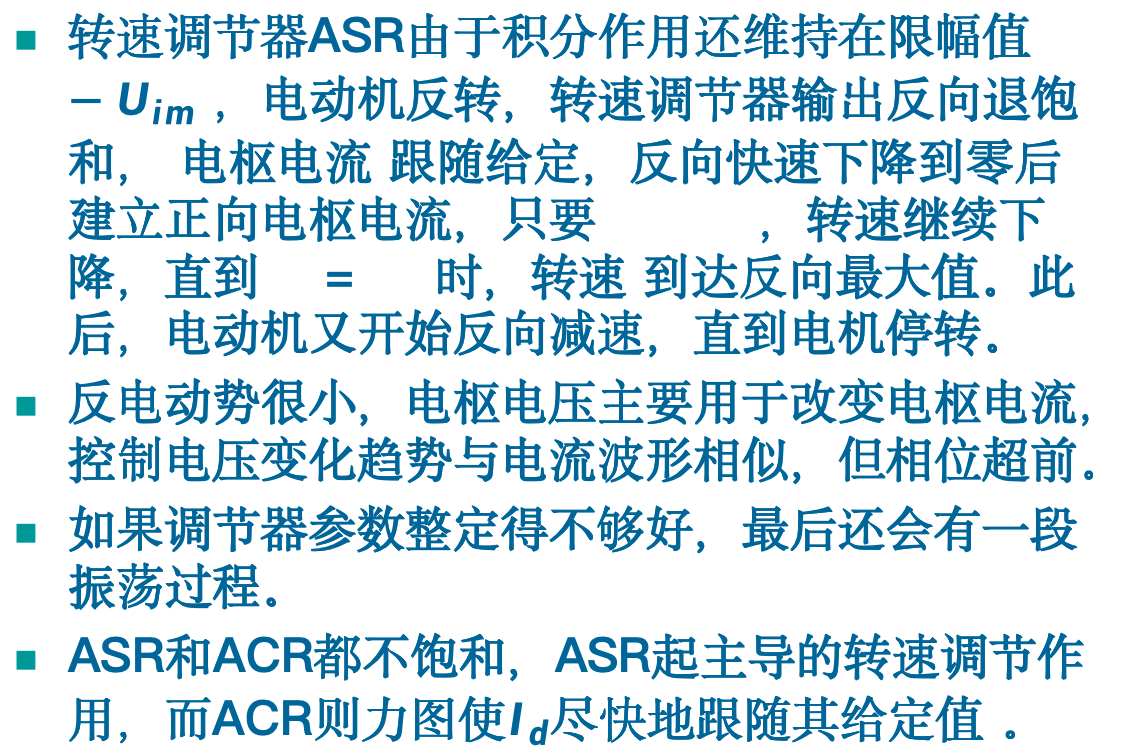 转速调节器ASR由于积分作用还维持在限幅值
－Uim ，电动机反转，转速调节器输出反向退饱
和， 电枢电流 跟随给定，反向快速下降到零后
建立正向电枢电流，只要 ，转速继续下
降，直到 = 时，转速 到达反向最大值。此
后，电动机又开始反向减速，直到电机停转。
反电动势很小，电枢电压主要用于改变电枢电流，
控制电压变化趋势与电流波形相似，但相位超前。
如果调节器参数整定得不够好，最后还会有一段
振荡过程。
ASR和ACR都不饱和，ASR起主导的转速调节作
用，而ACR则力图使Id尽快地跟随其给定值 。